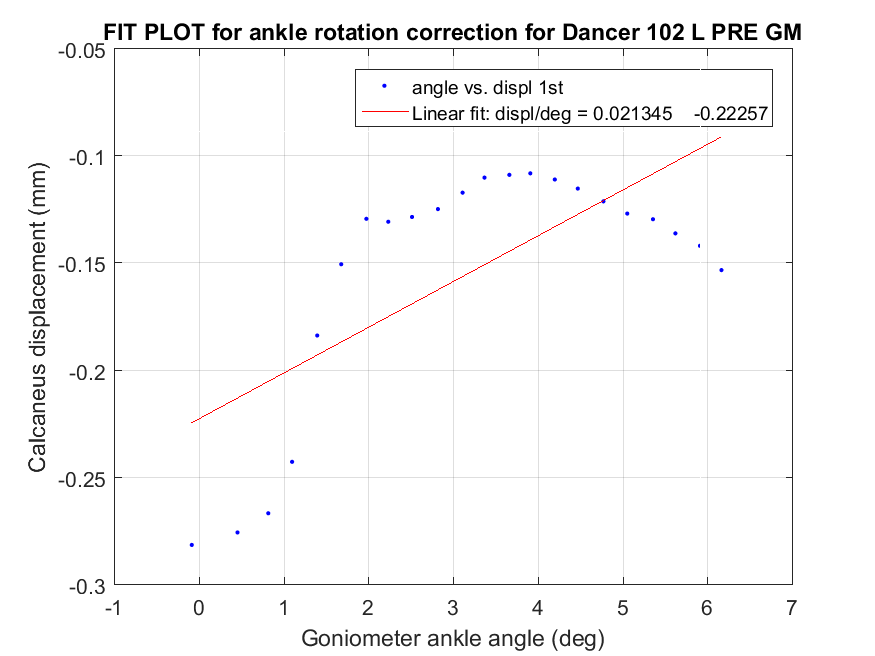 FIT PLOT for ankle rotation correction for Dancer 102 L PRE GM
-0.05
angle vs. displ 1st
Linear fit: displ/deg = 0.021345 -0.22257
-0.1
-0.15
-0.2
-0.25
-0.3
Calcaneus displacement (mm)
-1 0 1 2 3 4 5 6 7
Goniometer ankle angle (deg)